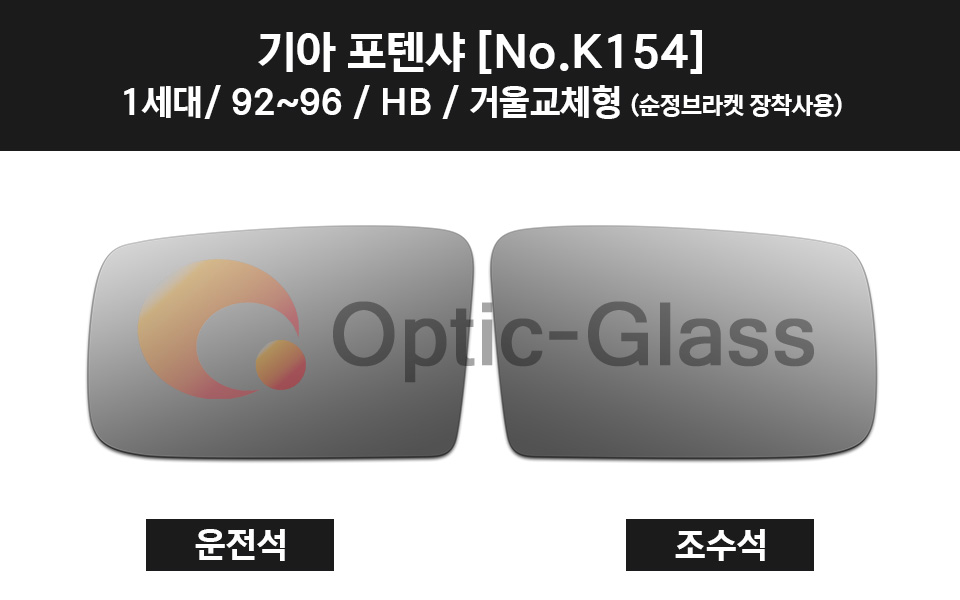 기아 포텐샤 [No.K154]
1세대/ 92~96 / HB / 거울교체형 (순정브라켓 장착사용)
Optic-Glass
운전석
조수석